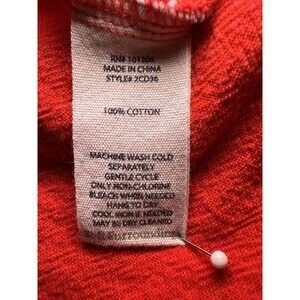 RN# 101206
MADE IN CHINA
STYLE# 2CD36
100% COTTON
MACHINE WASH COLD
SEPARATELY
GENTLE CYCLE
ONLY NON-CHLORINE
BLEACH WHEN NEEDED
HANG TO DRY
COOL IRON IF NEEDED
MAY BE DRY CLEANED